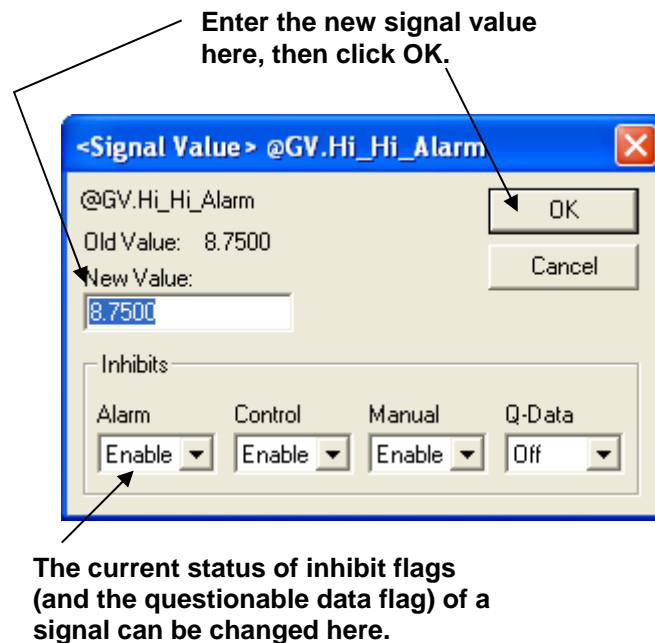 Enter the new signal value
here, then click OK.
<Signal Value> @GV.Hi_Hi_Alarm
@GV.Hi_Hi_Alarm
OK
Old Value: 8.7500
Cancel
New Value:
8.7500
Inhibits
Alarm Control Manual Q-Data
Enable Enable Enable Off
The current status of inhibit flags
(and the questionable data flag) of a
signal can be changed here.